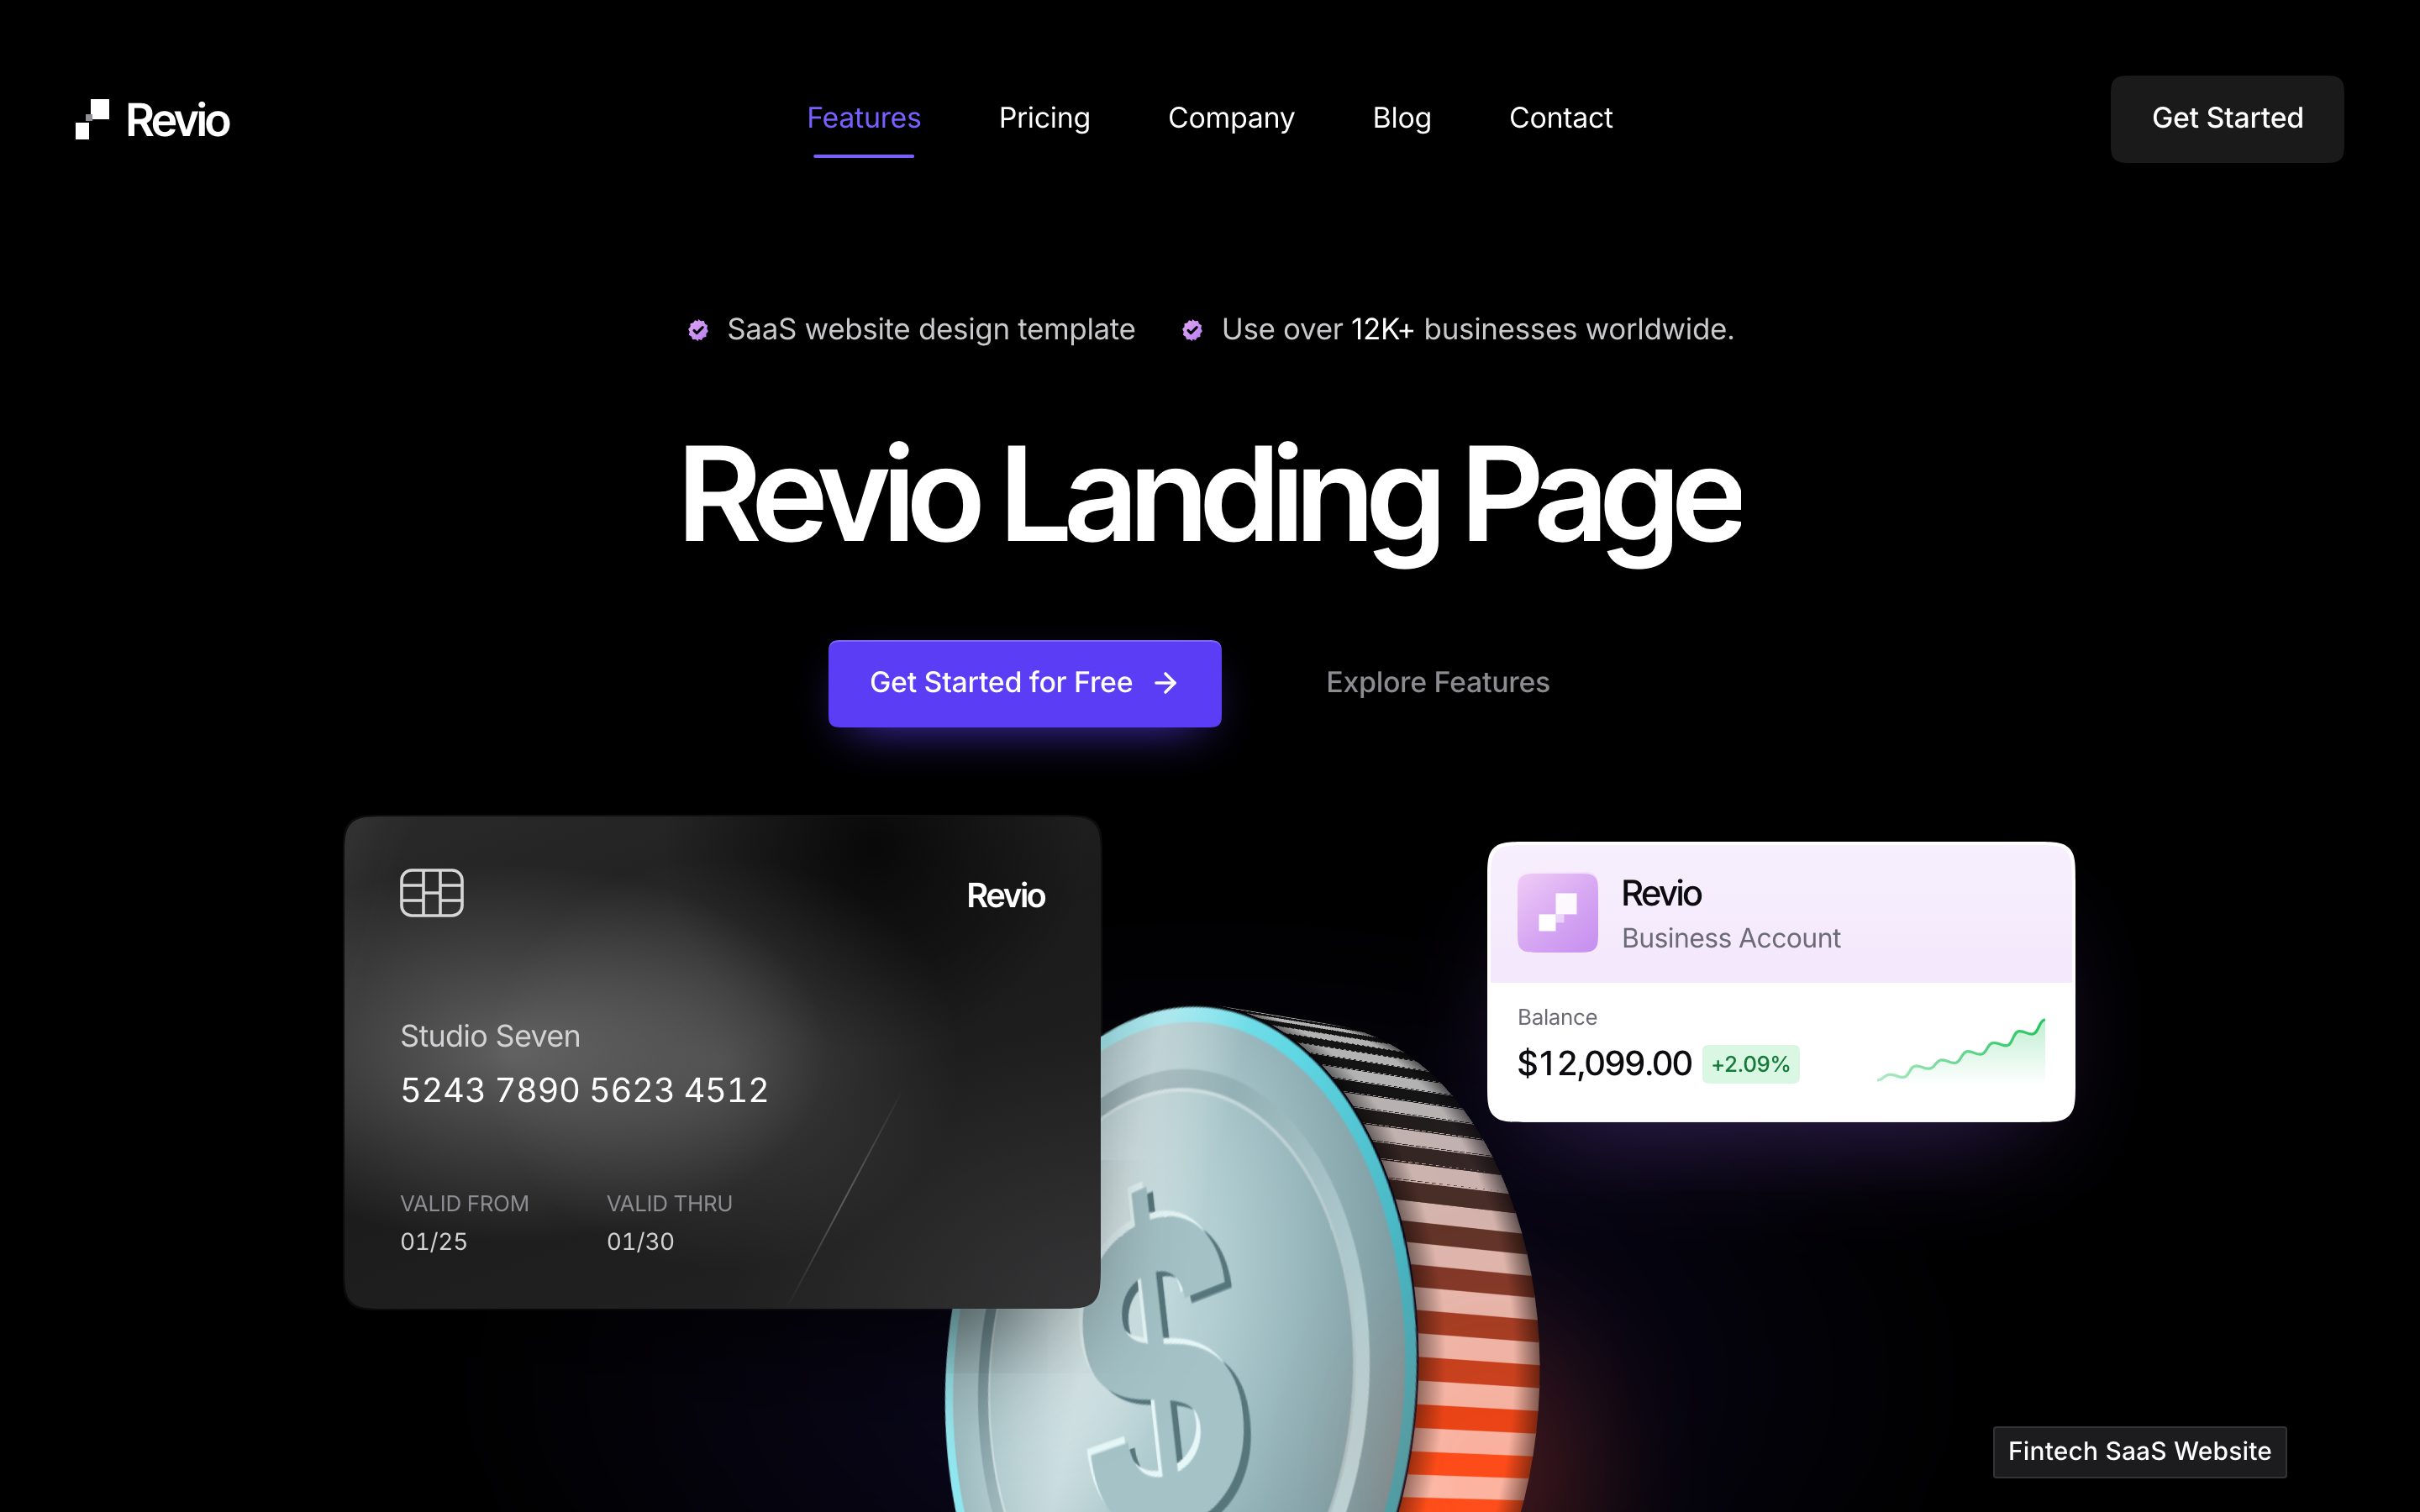 Revio
Features Pricing Company Blog Contact
Get Started
SaaS website design template Use over 12K+ businesses worldwide.
Revio Landing Page
Get Started for Free → Explore Features
Revio
Studio Seven
5243 7890 5623 4512
VALID FROM VALID THRU
01/25 01/30
Revio
Business Account
Balance
$12,099.00 +2.09%
$
Fintech SaaS Website